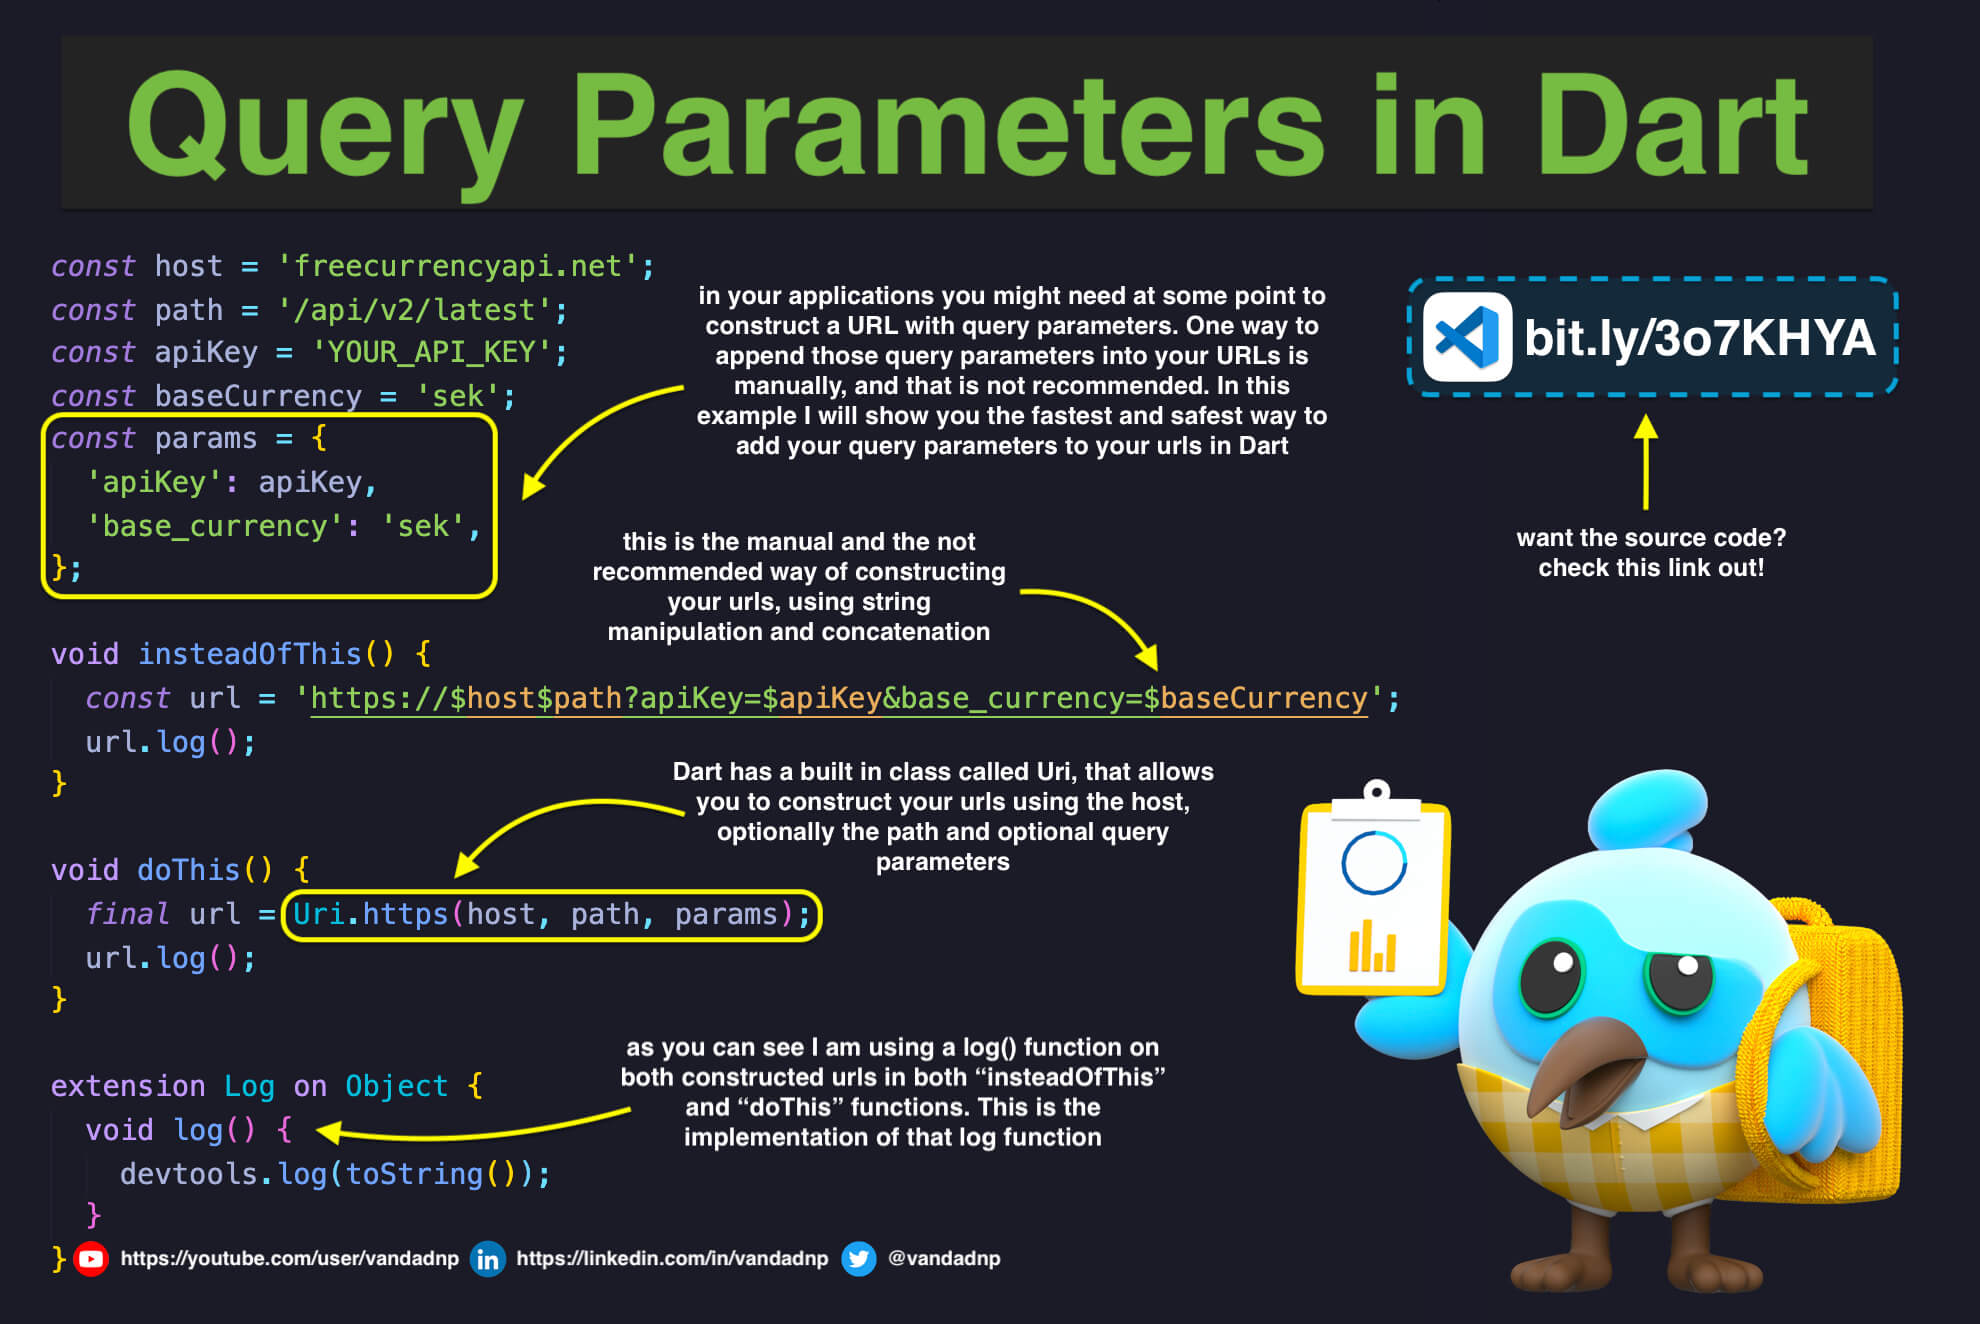 Query Parameters in Dart
const host = 'freecurrencyapi.net';
const path = '/api/v2/latest';
const apiKey = 'YOUR_API_KEY';
const baseCurrency = 'sek';
const params = {
  'apiKey': apiKey,
  'base_currency': 'sek',
};
in your applications you might need at some point to
construct a URL with query parameters. One way to
append those query parameters into your URLs is
manually, and that is not recommended. In this
example I will show you the fastest and safest way to
add your query parameters to your urls in Dart
bit.ly/3o7KHYA
want the source code?
check this link out!
this is the manual and the not
recommended way of constructing
your urls, using string
manipulation and concatenation
void insteadOfThis() {
  const url = 'https://$host$path?apiKey=$apiKey&base_currency=$baseCurrency';
  url.log();
}
Dart has a built in class called Uri, that allows
you to construct your urls using the host,
optionally the path and optional query
parameters
void doThis() {
  final url = Uri.https(host, path, params);
  url.log();
}
as you can see I am using a log() function on
both constructed urls in both “insteadOfThis”
and “doThis” functions. This is the
implementation of that log function
extension Log on Object {
  void log() {
    devtools.log(toString());
  }
}
https://youtube.com/user/vandadnp
in https://linkedin.com/in/vandadnp
@vandadnp